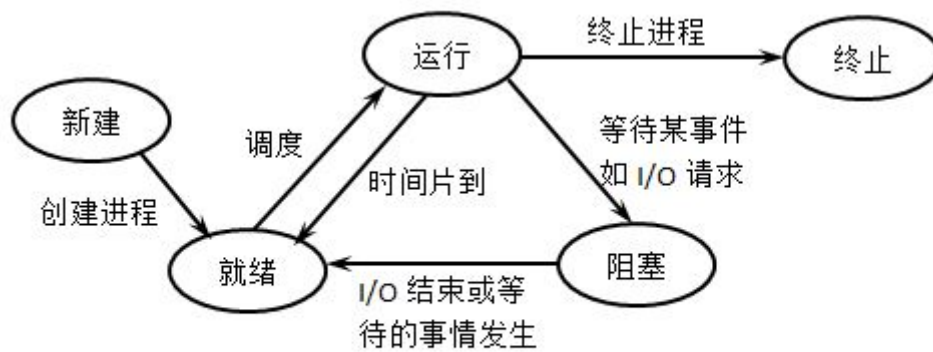 运行
终止进程
终止
新建
调度
等待某事件
如 I/O 请求
时间片到
创建进程
就绪
阻塞
I/O 结束或等
待的事情发生